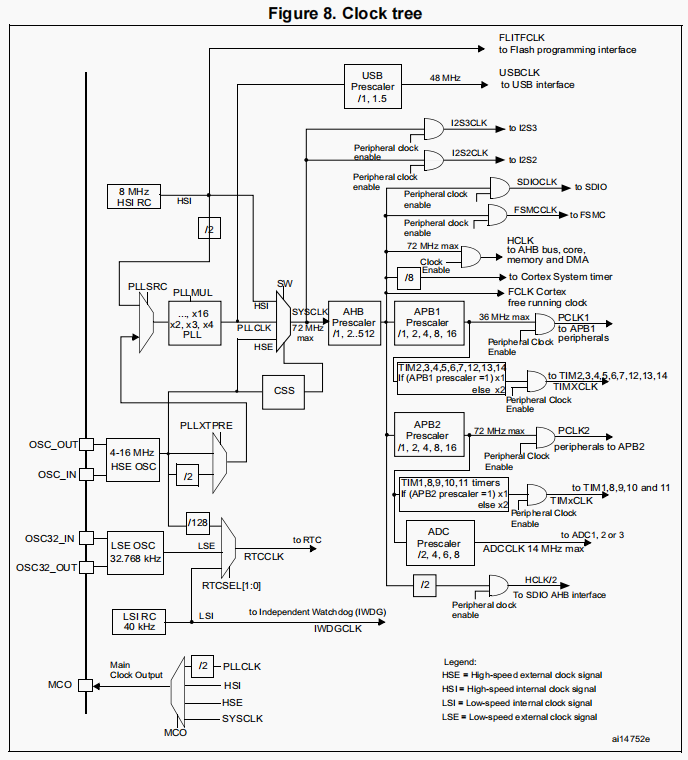 Figure 8. Clock tree
FLITFCLK
to Flash programming interface
USB
Prescaler
/1, 1.5
48 MHz
USBCLK
to USB interface
I2S3CLK
to I2S3
Peripheral clock
enable
I2S2CLK
to I2S2
Peripheral clock
enable
SDIOCLK
to SDIO
Peripheral clock
enable
FSMCCLK
to FSMC
Peripheral clock
enable
8 MHz
HSI RC
HSI
/2
72 MHz max
HCLK
to AHB bus, core,
memory and DMA
Clock
Enable
/8
to Cortex System timer
FCLK Cortex
free running clock
PLLSRC
PLLMUL
..., x16
x2, x3, x4
PLL
SW
HSI
PLLCLK
HSE
SYSCLK
72 MHz
max
AHB
Prescaler
/1, 2..512
APB1
Prescaler
/1, 2, 4, 8, 16
36 MHz max
PCLK1
to APB1
peripherals
Peripheral Clock
Enable
CSS
TIM2,3,4,5,6,7,12,13,14
If (APB1 prescaler =1) x1
else x2
to TIM2,3,4,5,6,7,12,13,14
TIMXCLK
Peripheral Clock
Enable
PLLXTPRE
OSC_OUT
OSC_IN
4-16 MHz
HSE OSC
/2
APB2
Prescaler
/1, 2, 4, 8, 16
72 MHz max
PCLK2
peripherals to APB2
Peripheral Clock
Enable
TIM1,8,9,10,11 timers
If (APB2 prescaler =1) x1
else x2
to TIM1,8,9,10 and 11
TIMxCLK
Peripheral Clock
Enable
OSC32_IN
OSC32_OUT
LSE OSC
32.768 kHz
/128
LSE
to RTC
RTCCLK
RTCSEL[1:0]
ADC
Prescaler
/2, 4, 6, 8
to ADC1, 2 or 3
ADCCLK 14 MHz max
/2
HCLK/2
To SDIO AHB interface
Peripheral clock
enable
LSI RC
40 kHz
LSI
to Independent Watchdog (IWDG)
IWDGCLK
MCO
Main
Clock Output
/2
PLLCLK
HSI
HSE
SYSCLK
MCO
Legend:
HSE = High-speed external clock signal
HSI = High-speed internal clock signal
LSI = Low-speed internal clock signal
LSE = Low-speed external clock signal
ai14752e